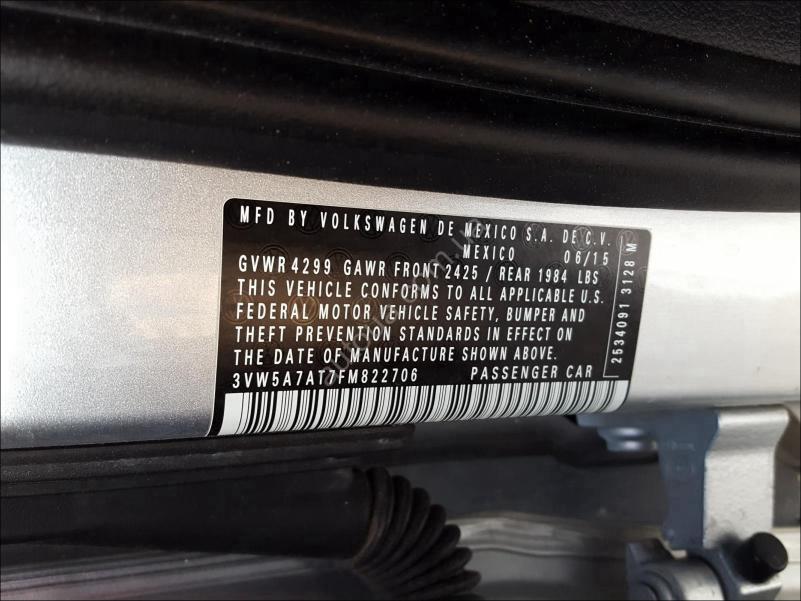 MFD BY VOLKSWAGEN DE MEXICO S.A. DE C.V.
MEXICO 06/15
GVWR 4299 GAWR FRONT 2425 / REAR 1984 LBS
THIS VEHICLE CONFORMS TO ALL APPLICABLE U.S.
FEDERAL MOTOR VEHICLE SAFETY, BUMPER AND
THEFT PREVENTION STANDARDS IN EFFECT ON
THE DATE OF MANUFACTURE SHOWN ABOVE.
3VW5A7AT7FM822706 PASSENGER CAR
2534091 3128 M